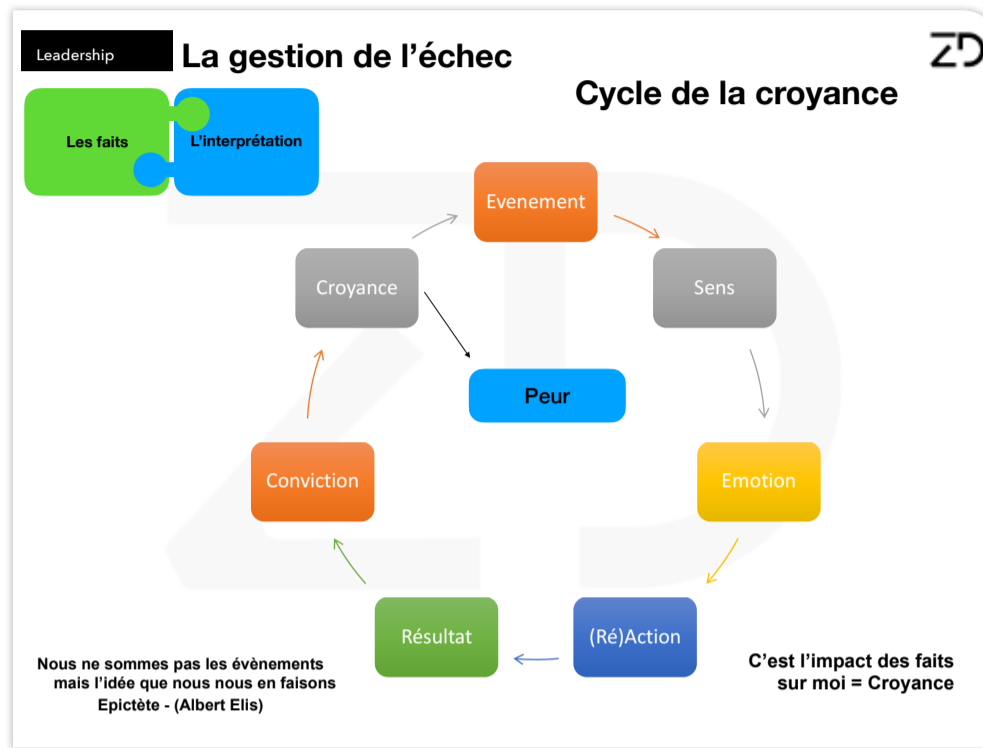 Leadership
La gestion de l’échec
ZD
Cycle de la croyance
Les faits
L’interprétation
Evenement
Sens
Croyance
Peur
Emotion
Conviction
(Ré)Action
Résultat
Nous ne sommes pas les évènements
mais l’idée que nous nous en faisons
Epictète - (Albert Elis)
C’est l’impact des faits
sur moi = Croyance